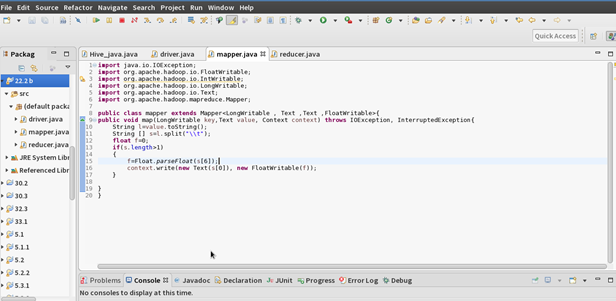 File Edit Source Refactor Navigate Search Project Run Window Help
Quick Access
Packag
Hive_java.java driver.java mapper.java reducer.java
22.2 b
src
(default packa
driver.java
mapper.java
reducer.java
JRE System Libr
Referenced Libr
30.2
30.3
32.3
33.1
5.1
5.1.1
5.2
5.2.2
5.3.1
1 import java.io.IOException;
2 import org.apache.hadoop.io.FloatWritable;
3 import org.apache.hadoop.io.IntWritable;
4 import org.apache.hadoop.io.LongWritable;
5 import org.apache.hadoop.io.Text;
6 import org.apache.hadoop.mapreduce.Mapper;
7
8 public class mapper extends Mapper<LongWritable , Text ,Text ,FloatWritable>{
9 public void map(LongWritable key,Text value, Context context) throws IOException, InterruptedException{
10 String l=value.toString();
11 String [] s=l.split("\\t");
12 float f=0;
13 if(s.length>1)
14 {
15 f=Float.parseFloat(s[6]);
16 context.write(new Text(s[0]), new FloatWritable(f));
17 }
18
19 }
20 }
Problems Console Javadoc Declaration JUnit Progress Error Log Debug
No consoles to display at this time.